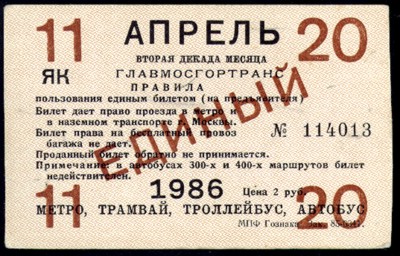 11 АПРЕЛЬ 20
ВТОРАЯ ДЕКАДА МЕСЯЦА
ЯК ГЛАВМОСГОРТРАНС
ПРАВИЛА
пользования единым билетом (на предъявителя)
Билет дает право проезда в метро и
в наземном транспорте г. Москвы.
Билет права на бесплатный провоз
багажа не дает.
№ 114013
Проданный билет обратно не принимается.
Примечание: в автобусах 300-х и 400-х маршрутов билет
недействителен.
ЕДИНЫЙ
11 1986 Цена 2 руб. 20
МЕТРО, ТРАМВАЙ, ТРОЛЛЕЙБУС, АВТОБУС
МПФ Гознака. Зак.